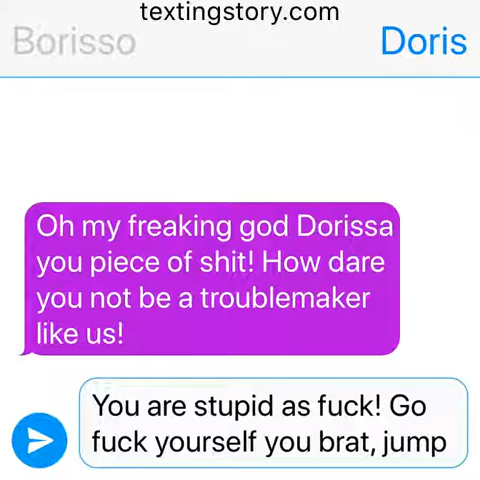 textingstory.com
Borisso
Doris
Oh my freaking god Dorissa
you piece of shit! How dare
you not be a troublemaker
like us!
You are stupid as fuck! Go
fuck yourself you brat, jump